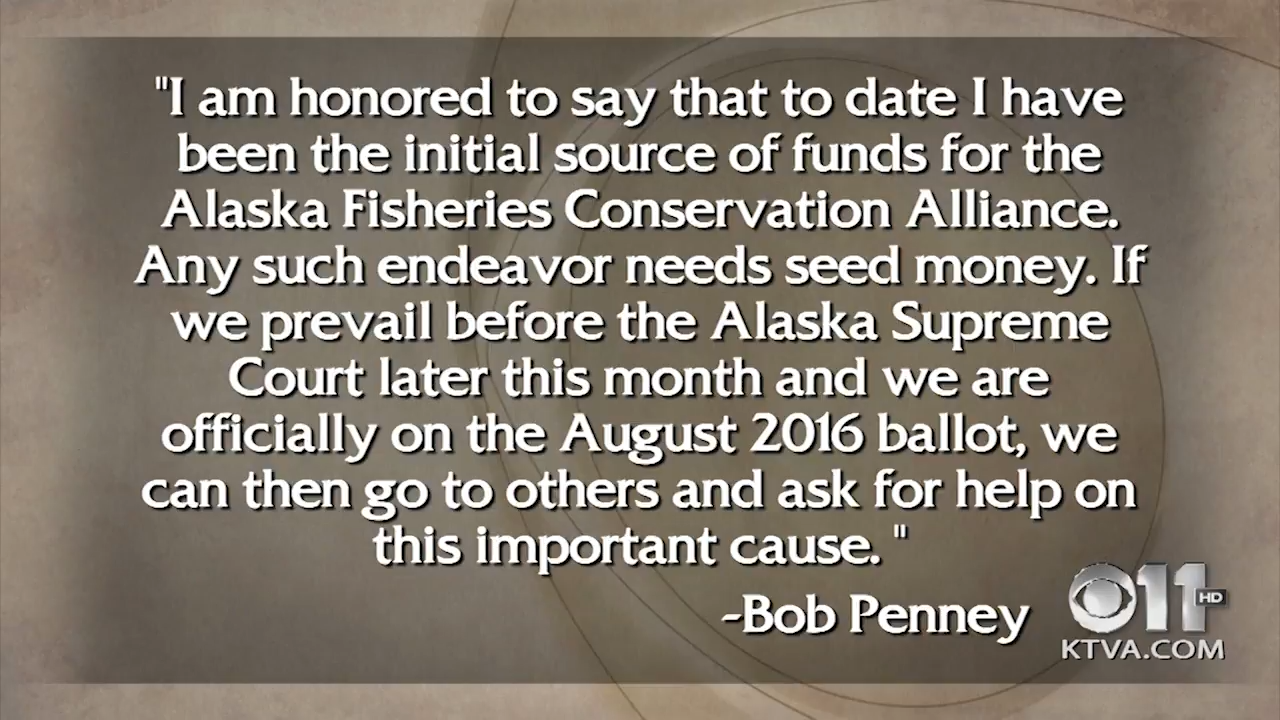 "I am honored to say that to date I have
been the initial source of funds for the
Alaska Fisheries Conservation Alliance.
Any such endeavor needs seed money. If
we prevail before the Alaska Supreme
Court later this month and we are
officially on the August 2016 ballot, we
can then go to others and ask for help on
this important cause. "
-Bob Penney
11 HD
KTVA.COM